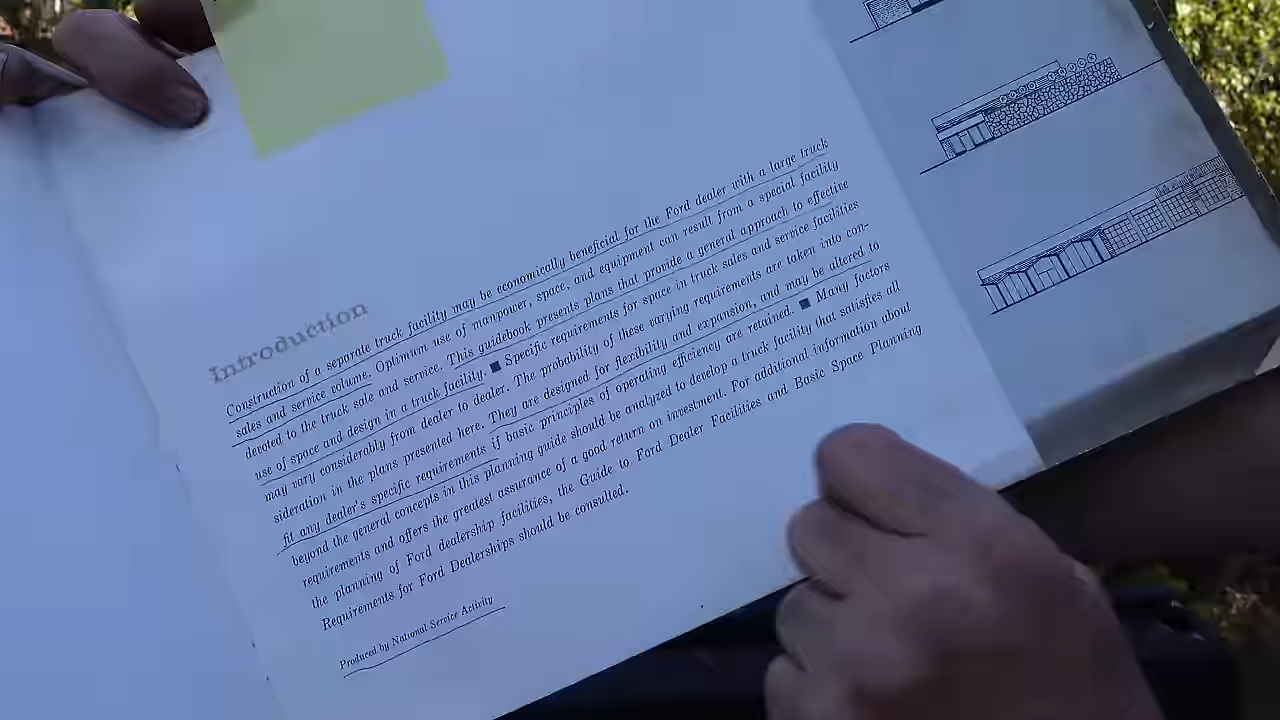 Introduction
Construction of a separate truck facility may be economically beneficial for the Ford dealer with a large truck
sales and service volume. Optimum use of manpower, space, and equipment can result from a special facility
devoted to the truck sale and service. This guidebook presents plans that provide a general approach to effective
use of space and design in a truck facility. ■ Specific requirements for space in truck sales and service facilities
may vary considerably from dealer to dealer. The probability of these varying requirements are taken into con-
sideration in the plans presented here. They are designed for flexibility and expansion, and may be altered to
fit any dealer's specific requirements if basic principles of operating efficiency are retained. ■ Many factors
beyond the general concepts in this planning guide should be analyzed to develop a truck facility that satisfies all
requirements and offers the greatest assurance of a good return on investment. For additional information about
the planning of Ford dealership facilities, the Guide to Ford Dealer Facilities and Basic Space Planning
Requirements for Ford Dealerships should be consulted.
Produced by National Service Activity